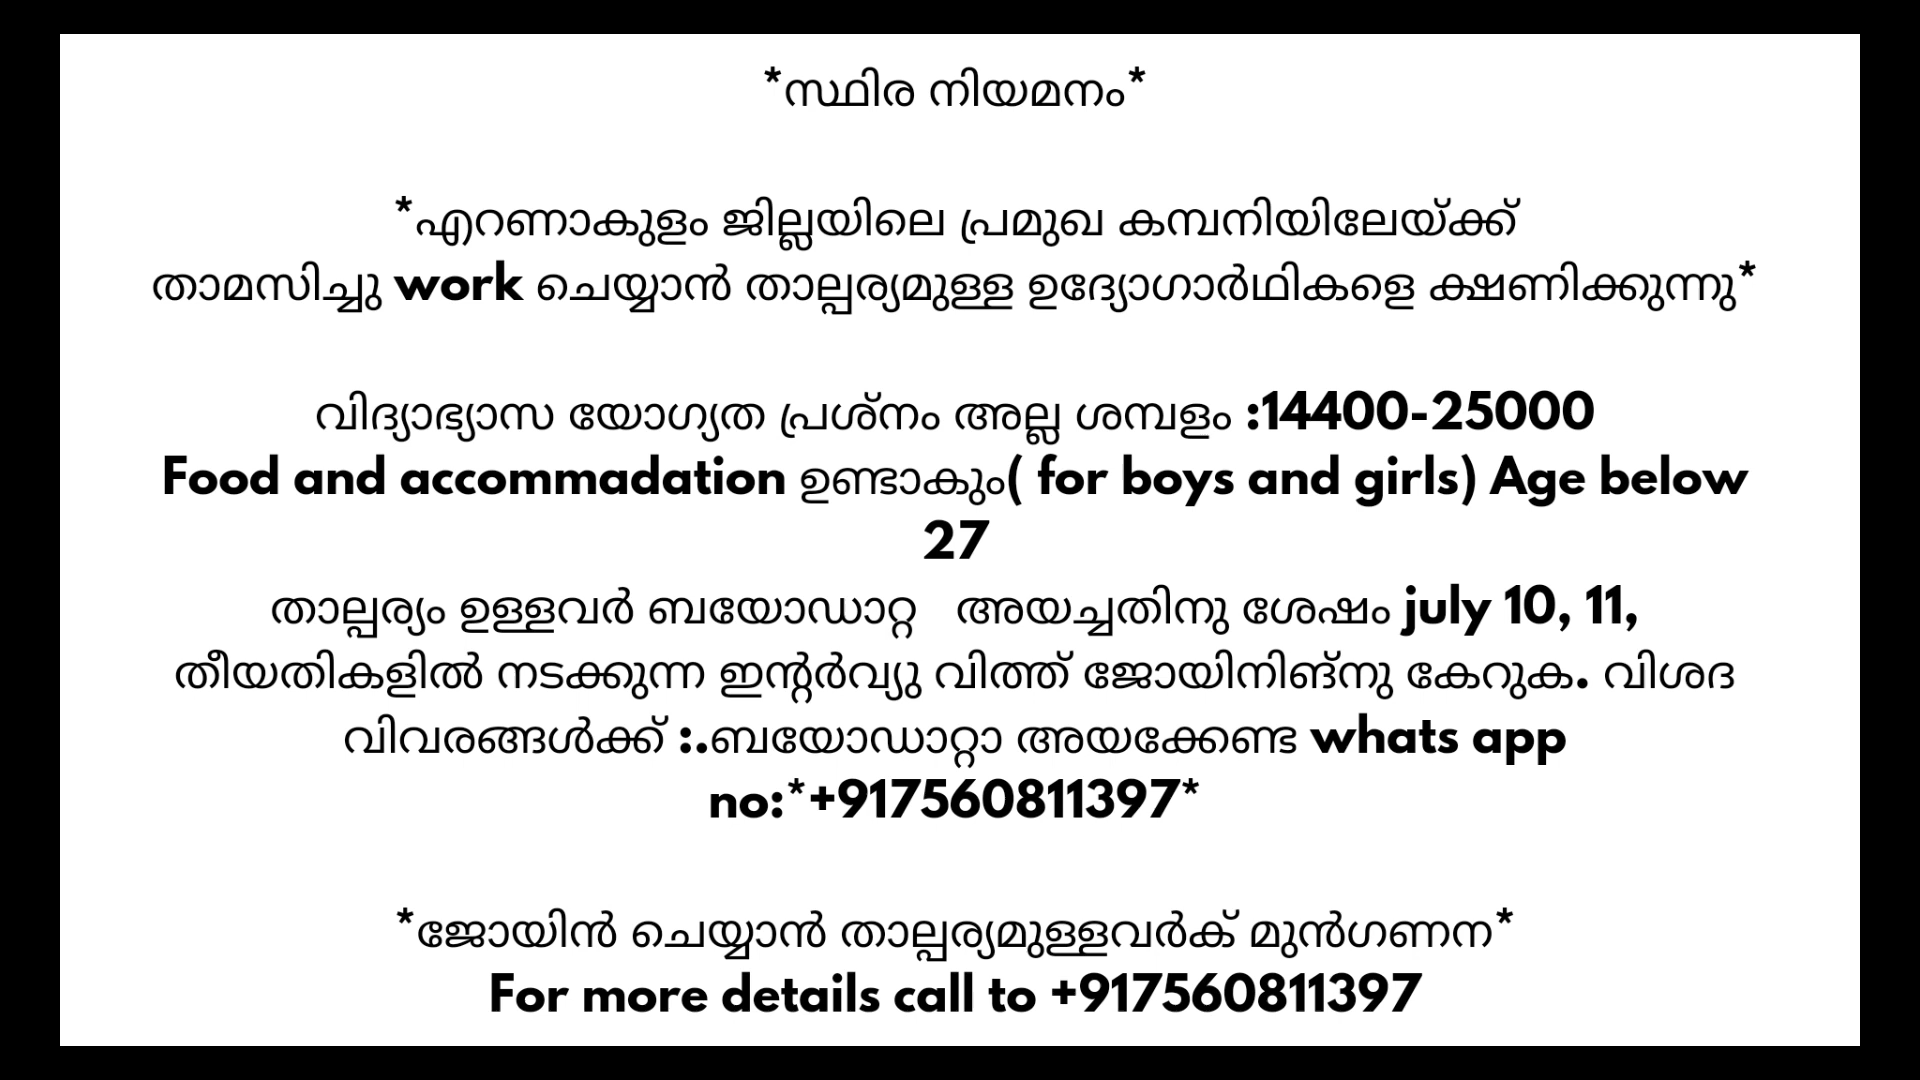 *സ്ഥിര നിയമനം*
*എറണാകുളം ജില്ലയിലെ പ്രമുഖ കമ്പനിയിലേയ്ക്ക്
താമസിച്ചു work ചെയ്യാൻ താല്പര്യമുള്ള ഉദ്യോഗാർഥികളെ ക്ഷണിക്കുന്നു*
വിദ്യാഭ്യാസ യോഗ്യത പ്രശ്നം അല്ല ശമ്പളം :14400-25000
Food and accommadation ഉണ്ടാകും( for boys and girls) Age below
27
താല്പര്യം ഉള്ളവർ ബയോഡാറ്റ അയച്ചതിനു ശേഷം july 10, 11,
തീയതികളിൽ നടക്കുന്ന ഇന്റർവ്യു വിത്ത് ജോയിനിങ്നു കേറുക. വിശദ
വിവരങ്ങൾക്ക് :.ബയോഡാറ്റാ അയക്കേണ്ട whats app
no:*+917560811397*
*ജോയിൻ ചെയ്യാൻ താല്പര്യമുള്ളവർക് മുൻഗണന*
For more details call to +917560811397